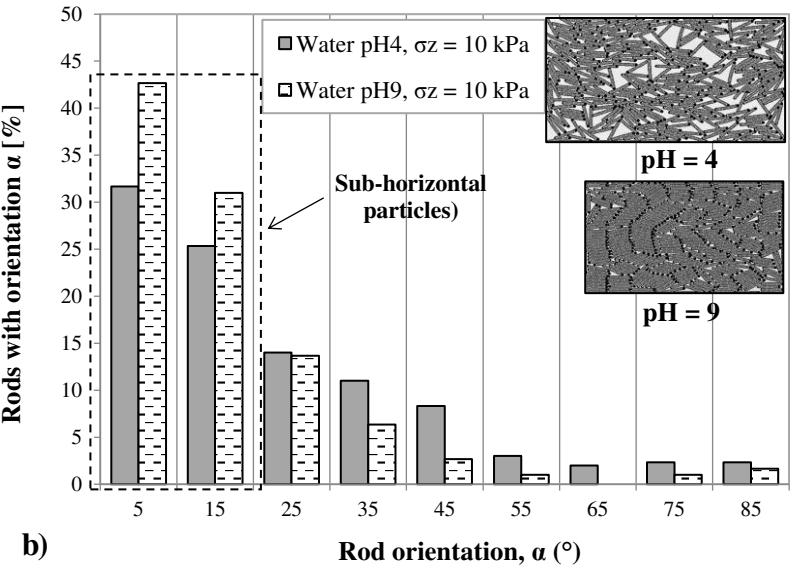 Rods with orientation α [%]
50
45
40
35
30
25
20
15
10
5
0
Water pH4, σz = 10 kPa
Water pH9, σz = 10 kPa
pH = 4
pH = 9
Sub-horizontal
particles)
5 15 25 35 45 55 65 75 85
b)
Rod orientation, α (°)